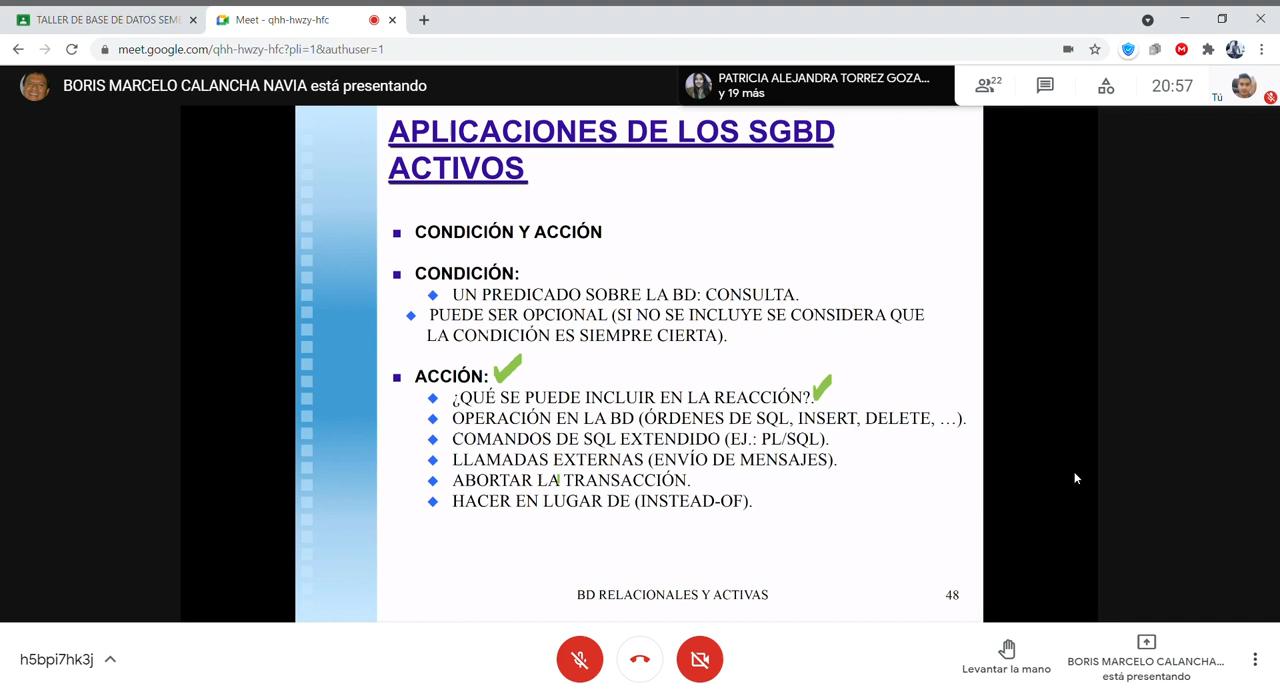 TALLER DE BASE DE DATOS SEM
Meet - qhh-hwzy-hfc
meet.google.com/qhh-hwzy-hfc?pli=1&authuser=1
BORIS MARCELO CALANCHA NAVIA está presentando
PATRICIA ALEJANDRA TORREZ GOZA...
y 19 más
22
20:57
Tú
APLICACIONES DE LOS SGBD
ACTIVOS
CONDICIÓN Y ACCIÓN
CONDICIÓN:
UN PREDICADO SOBRE LA BD: CONSULTA.
PUEDE SER OPCIONAL (SI NO SE INCLUYE SE CONSIDERA QUE
LA CONDICIÓN ES SIEMPRE CIERTA).
ACCIÓN:
¿QUÉ SE PUEDE INCLUIR EN LA REACCIÓN?.
OPERACIÓN EN LA BD (ÓRDENES DE SQL, INSERT, DELETE, …).
COMANDOS DE SQL EXTENDIDO (EJ.: PL/SQL).
LLAMADAS EXTERNAS (ENVÍO DE MENSAJES).
ABORTAR LA TRANSACCIÓN.
HACER EN LUGAR DE (INSTEAD-OF).
BD RELACIONALES Y ACTIVAS
48
h5bpi7hk3j
Levantar la mano
BORIS MARCELO CALANCHA...
está presentando